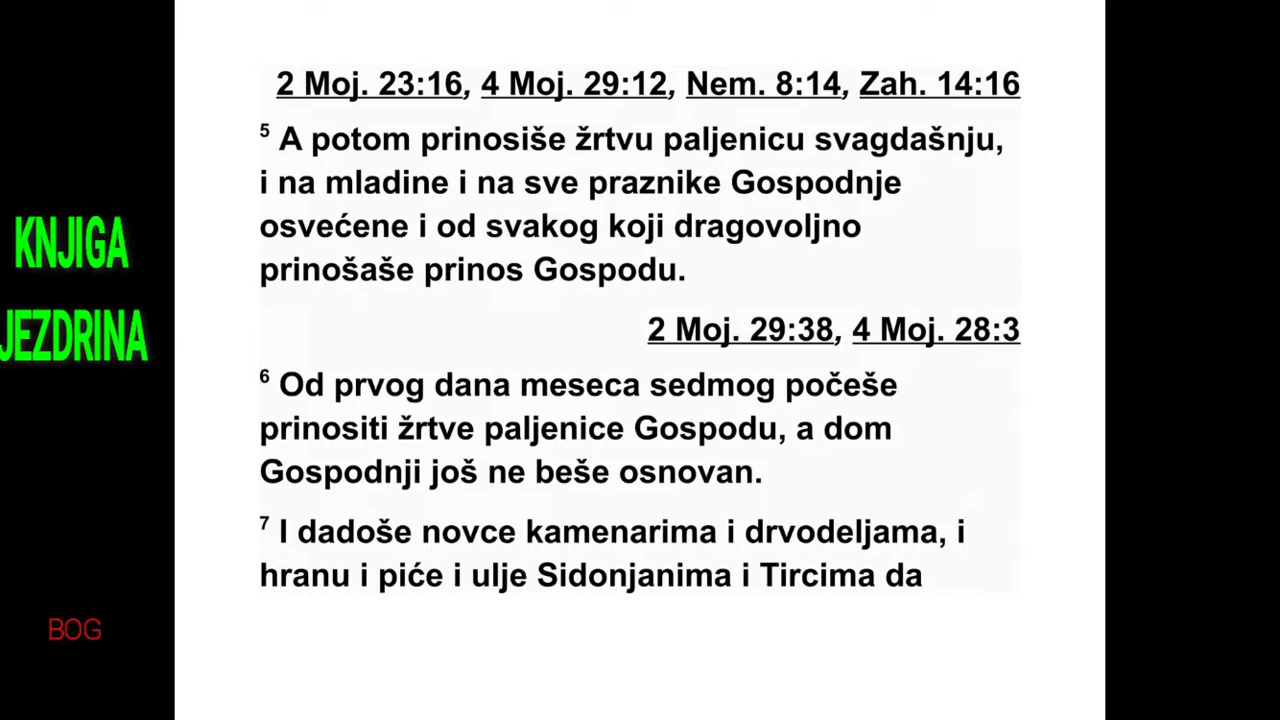 KNJIGA
JEZDRINA
BOG
2 Moj. 23:16, 4 Moj. 29:12, Nem. 8:14, Zah. 14:16
5 A potom prinosiše žrtvu paljenicu svagdašnju,
i na mladine i na sve praznike Gospodnje
osvećene i od svakog koji dragovoljno
prinošaše prinos Gospodu.
2 Moj. 29:38, 4 Moj. 28:3
6 Od prvog dana meseca sedmog počeše
prinositi žrtve paljenice Gospodu, a dom
Gospodnji još ne beše osnovan.
7 I dadoše novce kamenarima i drvodeljama, i
hranu i piće i ulje Sidonjanima i Tircima da